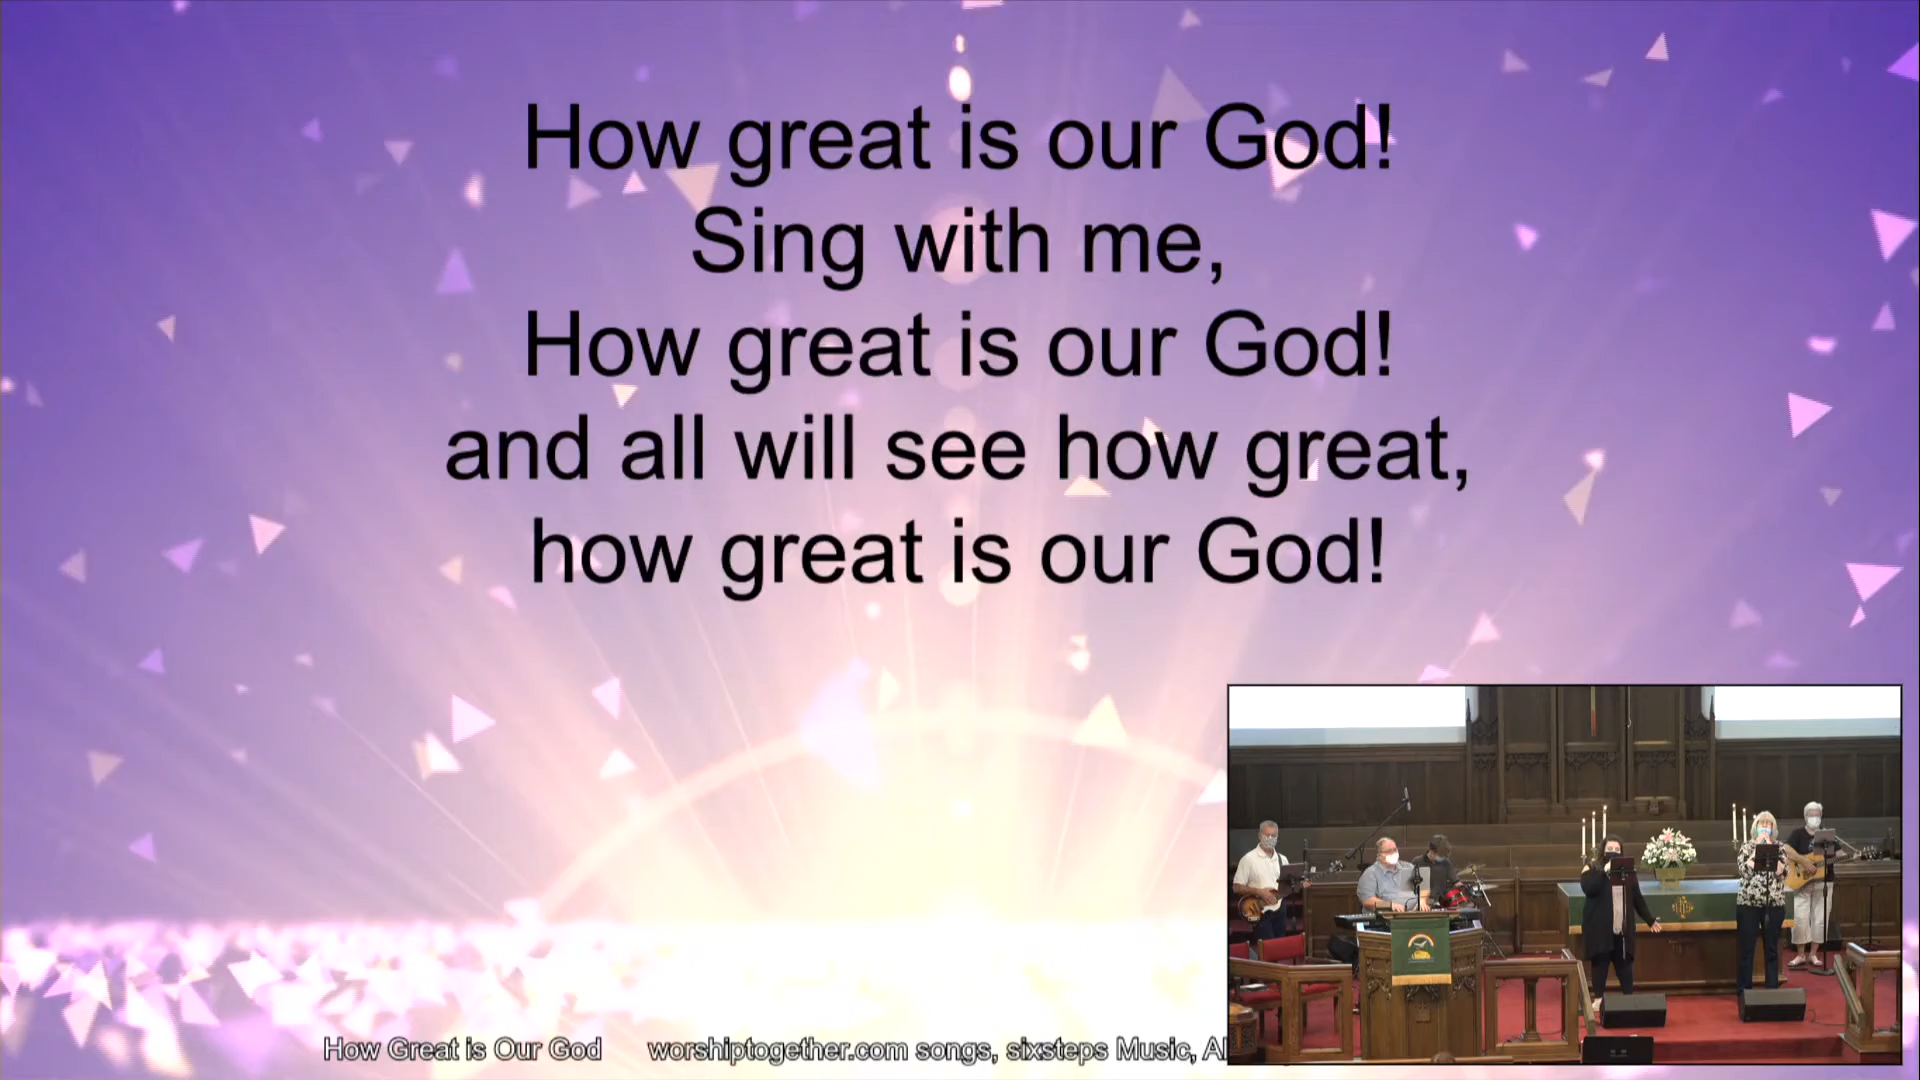 How great is our God!
Sing with me,
How great is our God!
and all will see how great,
how great is our God!
How Great is Our God worshiptogether.com songs, sixsteps Music,